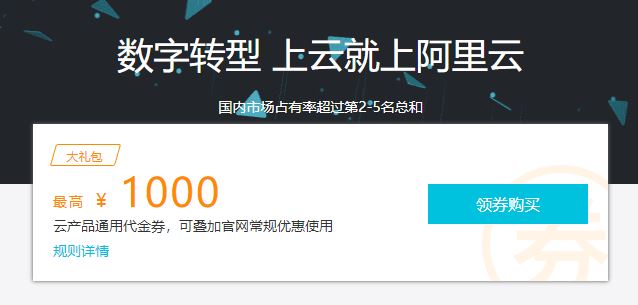 数字转型 上云就上阿里云
国内市场占有率超过第2-5名总和
大礼包
最高 ¥ 1000
云产品通用代金券，可叠加官网常规优惠使用
规则详情
领券购买
券